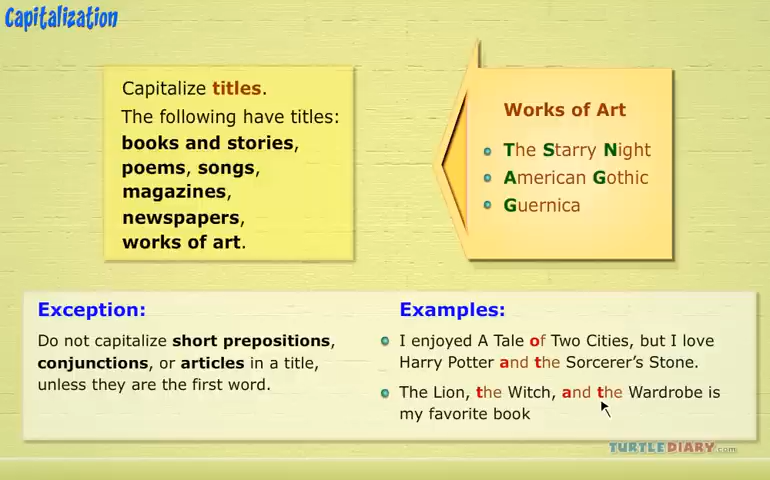 Capitalization
Capitalize titles.
The following have titles:
books and stories,
poems, songs,
magazines,
newspapers,
works of art.
Works of Art
The Starry Night
American Gothic
Guernica
Exception:
Do not capitalize short prepositions,
conjunctions, or articles in a title,
unless they are the first word.
Examples:
I enjoyed A Tale of Two Cities, but I love
Harry Potter and the Sorcerer's Stone.
The Lion, the Witch, and the Wardrobe is
my favorite book
TURTLEDIARY.com